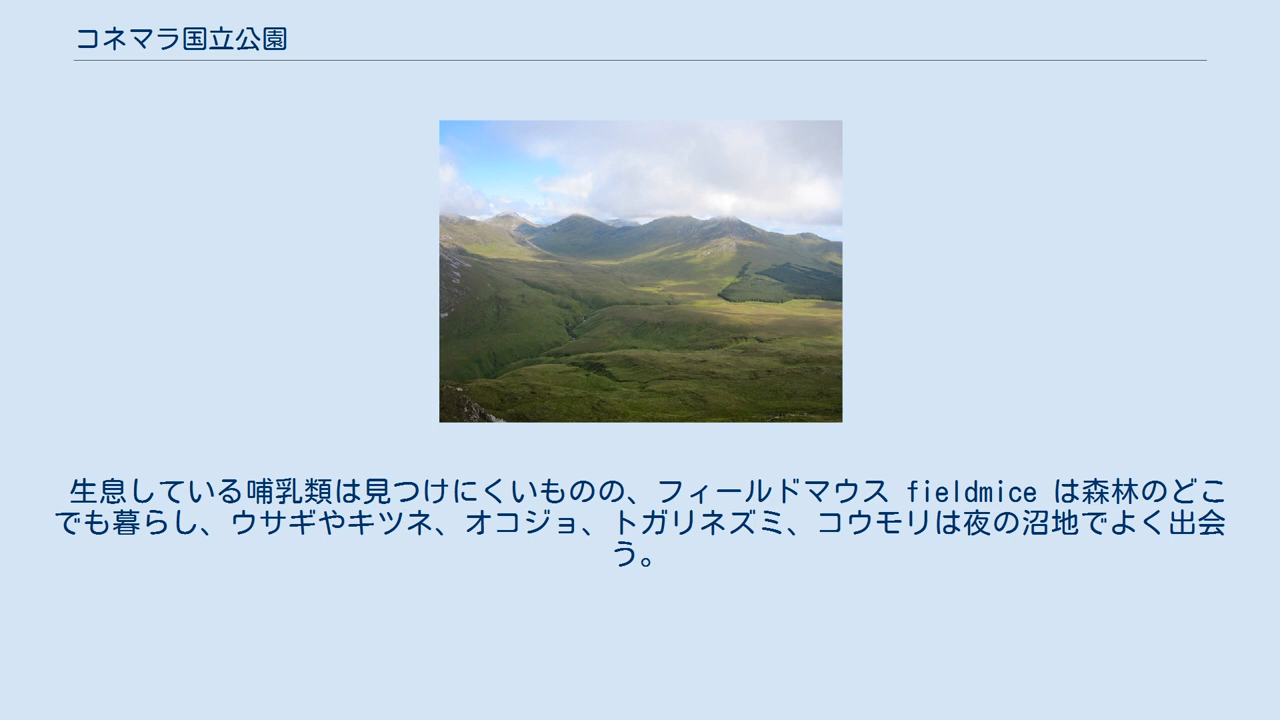 コネマラ国立公園
生息している哺乳類は見つけにくいものの、フィールドマウス fieldmice は森林のどこ
でも暮らし、ウサギやキツネ、オコジョ、トガリネズミ、コウモリは夜の沼地でよく出会
う。